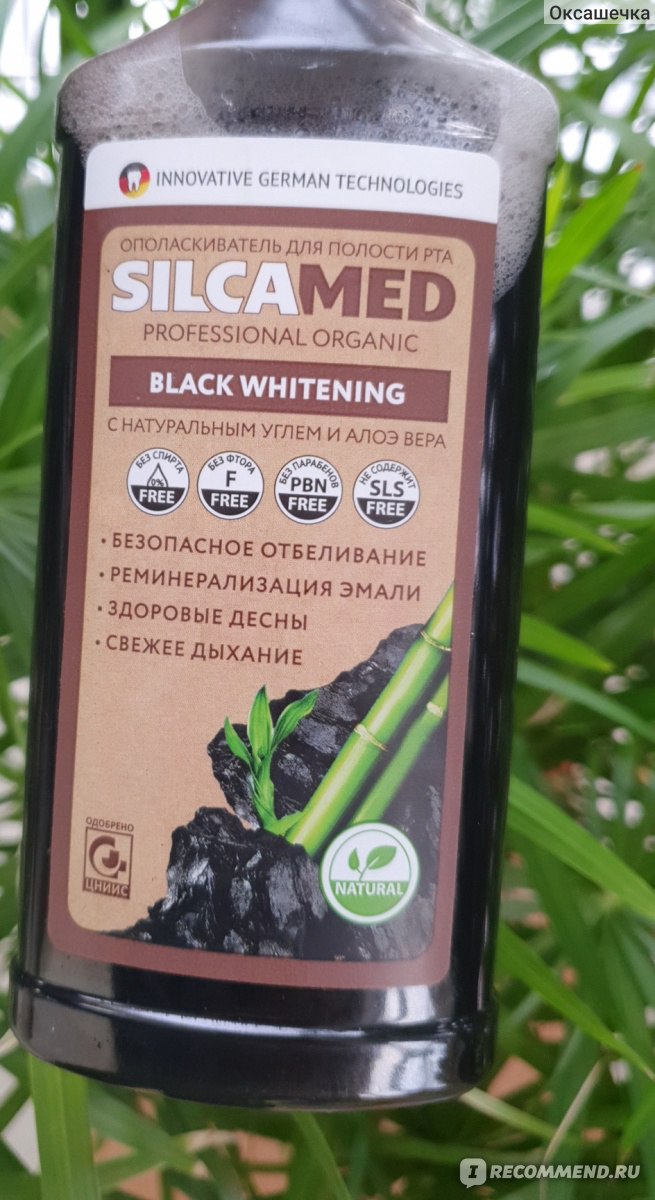 Оксашечка
INNOVATIVE GERMAN TECHNOLOGIES
ОПОЛАСКИВАТЕЛЬ ДЛЯ ПОЛОСТИ РТА
SILCAMED
PROFESSIONAL ORGANIC
BLACK WHITENING
С НАТУРАЛЬНЫМ УГЛЕМ И АЛОЭ ВЕРА
БЕЗ СПИРТА
0%
FREE
БЕЗ ФТОРА
F
FREE
БЕЗ ПАРАБЕНОВ
PBN
FREE
НЕ СОДЕРЖИТ
SLS
FREE
• БЕЗОПАСНОЕ ОТБЕЛИВАНИЕ
• РЕМИНЕРАЛИЗАЦИЯ ЭМАЛИ
• ЗДОРОВЫЕ ДЕСНЫ
• СВЕЖЕЕ ДЫХАНИЕ
ОДОБРЕНО
ЦНИИС
NATURAL
IRECOMMEND.RU